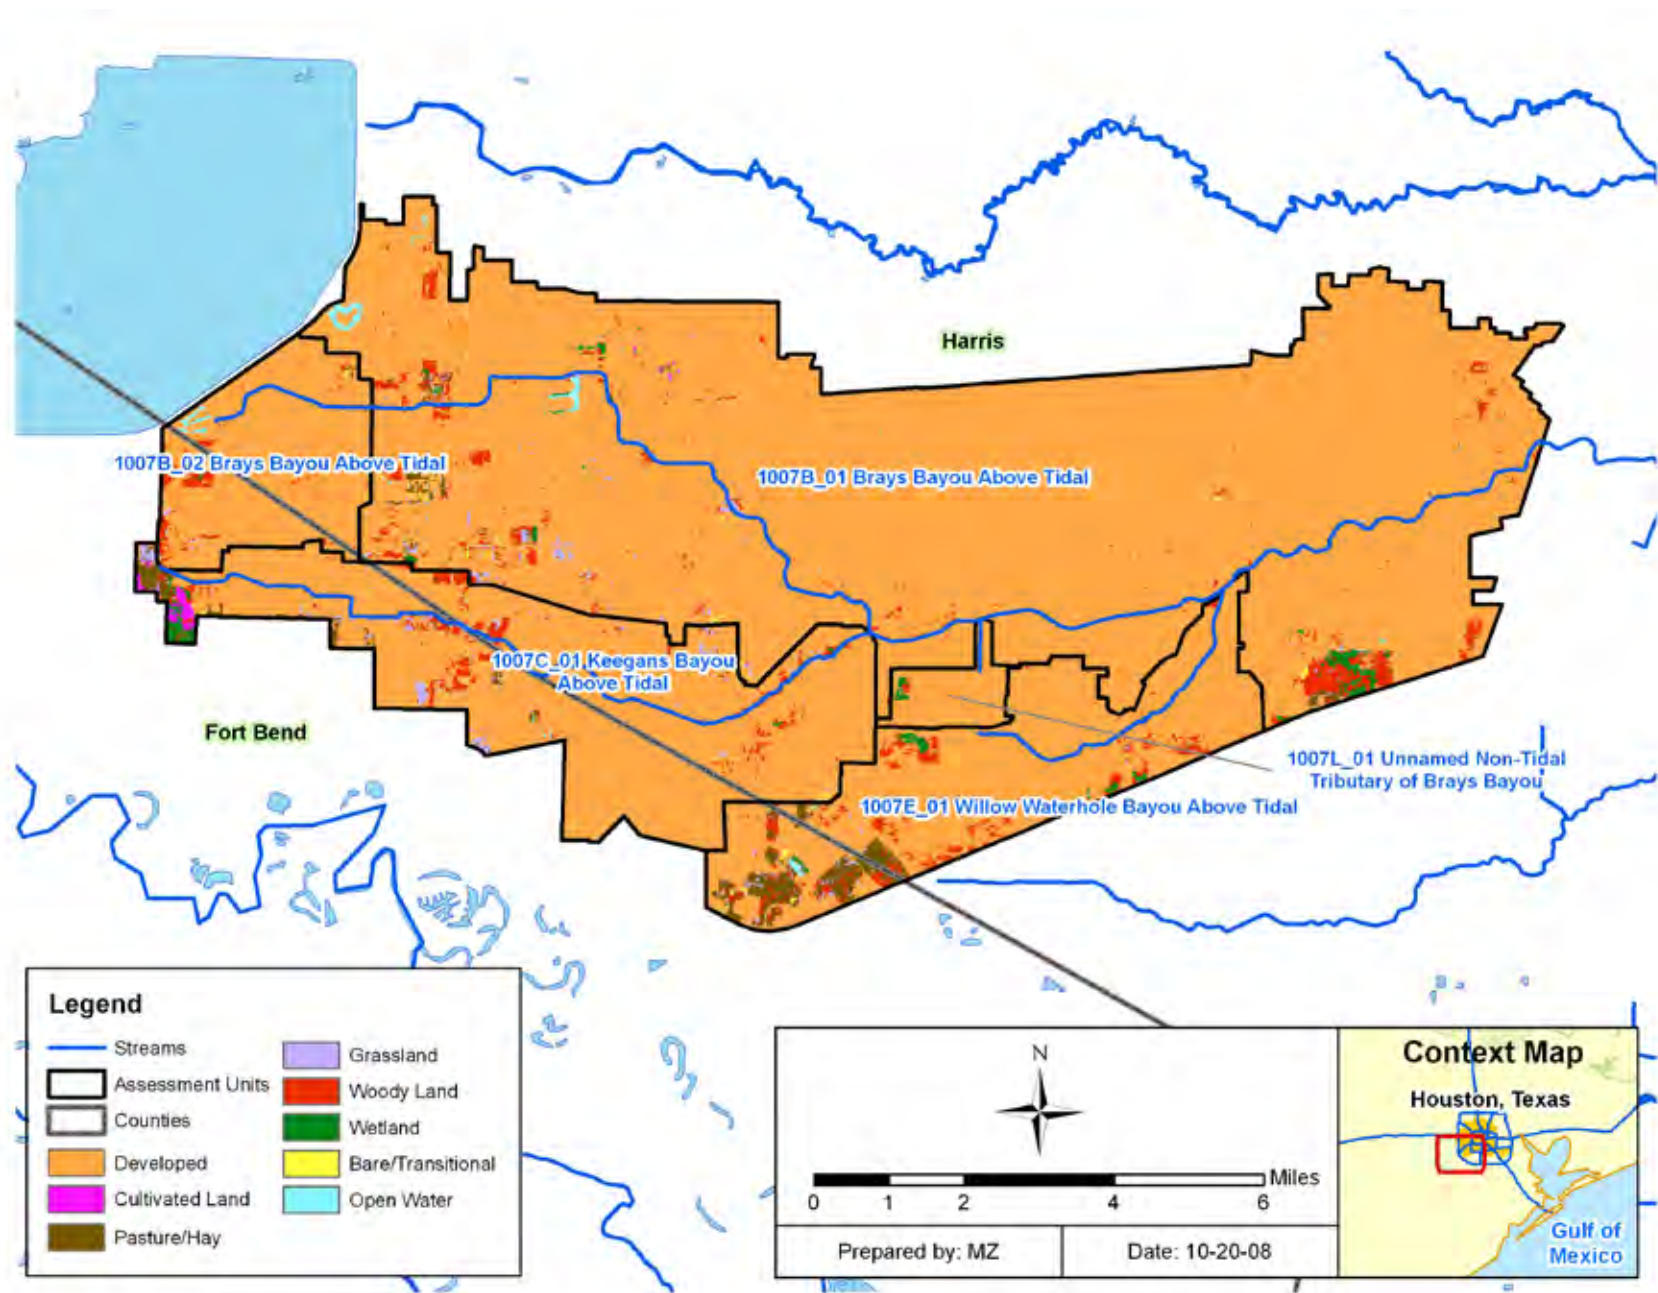 Harris
1007B_02 Brays Bayou Above Tidal
1007B_01 Brays Bayou Above Tidal
1007C_01 Keegans Bayou
Above Tidal
Fort Bend
1007L_01 Unnamed Non-Tidal
Tributary of Brays Bayou
1007E_01 Willow Waterhole Bayou Above Tidal
Legend
Streams
Assessment Units
Counties
Developed
Cultivated Land
Pasture/Hay
Grassland
Woody Land
Wetland
Bare/Transitional
Open Water
N
Miles
0 1 2 4 6
Prepared by: MZ
Date: 10-20-08
Context Map
Houston, Texas
Gulf of
Mexico